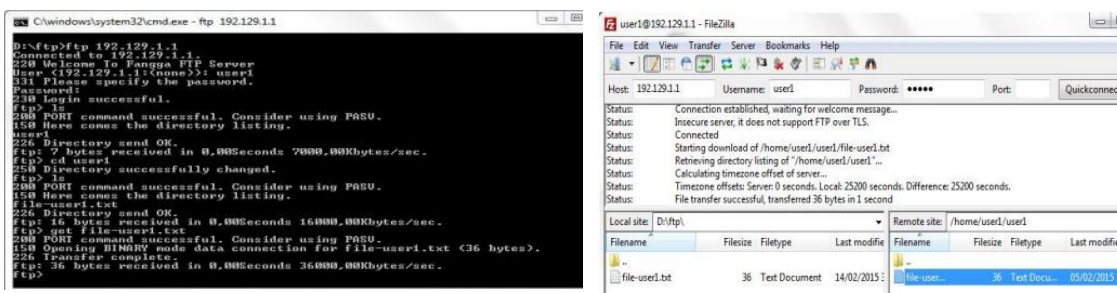 C:\windows\system32\cmd.exe - ftp 192.129.1.1
D:\ftp>ftp 192.129.1.1
Connected to 192.129.1.1.
220 Welcome To Fangga FTP Server
User (192.129.1.1:(none)): user1
331 Please specify the password.
Password:
230 Login successful.
ftp> ls
200 PORT command successful. Consider using PASV.
150 Here comes the directory listing.
user1
226 Directory send OK.
ftp: 7 bytes received in 0,00Seconds 7000,00Kbytes/sec.
ftp> cd user1
250 Directory successfully changed.
ftp> ls
200 PORT command successful. Consider using PASV.
150 Here comes the directory listing.
file-user1.txt
226 Directory send OK.
ftp: 16 bytes received in 0,00Seconds 16000,00Kbytes/sec.
ftp> get file-user1.txt
200 PORT command successful. Consider using PASV.
150 Opening BINARY mode data connection for file-user1.txt (36 bytes).
226 Transfer complete.
ftp: 36 bytes received in 0,00Seconds 36000,00Kbytes/sec.
ftp>
user1@192.129.1.1 - FileZilla
File Edit View Transfer Server Bookmarks Help
Host: 192.129.1.1 Username: user1 Password: ●●●●● Port: Quickconnec
Status: Connection established, waiting for welcome message...
Status: Insecure server, it does not support FTP over TLS.
Status: Connected
Status: Starting download of /home/user1/user1/file-user1.txt
Status: Retrieving directory listing of "/home/user1/user1"...
Status: Calculating timezone offset of server...
Status: Timezone offsets: Server: 0 seconds. Local: 25200 seconds. Difference: 25200 seconds.
Status: File transfer successful, transferred 36 bytes in 1 second
Local site: D:\ftp\ Remote site: /home/user1/user1
Filename Filesize Filetype Last modifie Filename Filesize Filetype Last modifie
.. ..
file-user1.txt 36 Text Document 14/02/2015 file-user... 36 Text Docu... 05/02/2015